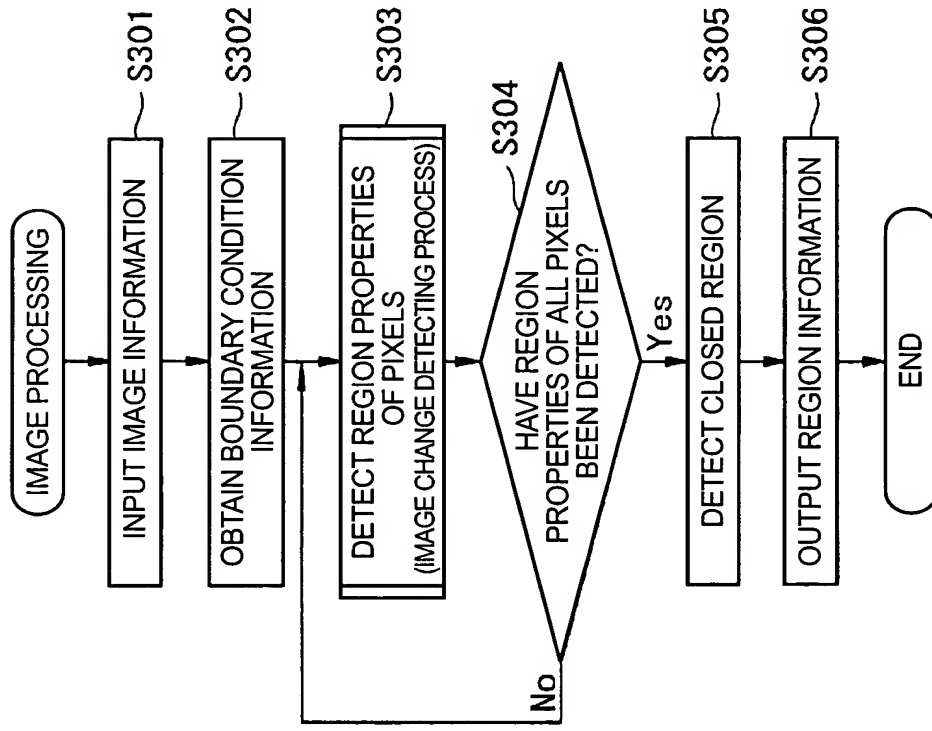 IMAGE PROCESSING
INPUT IMAGE INFORMATION
S301
OBTAIN BOUNDARY CONDITION
INFORMATION
S302
DETECT REGION PROPERTIES
OF PIXELS
(IMAGE CHANGE DETECTING PROCESS)
S303
HAVE REGION
PROPERTIES OF ALL PIXELS
BEEN DETECTED?
S304
No
Yes
DETECT CLOSED REGION
S305
OUTPUT REGION INFORMATION
S306
END